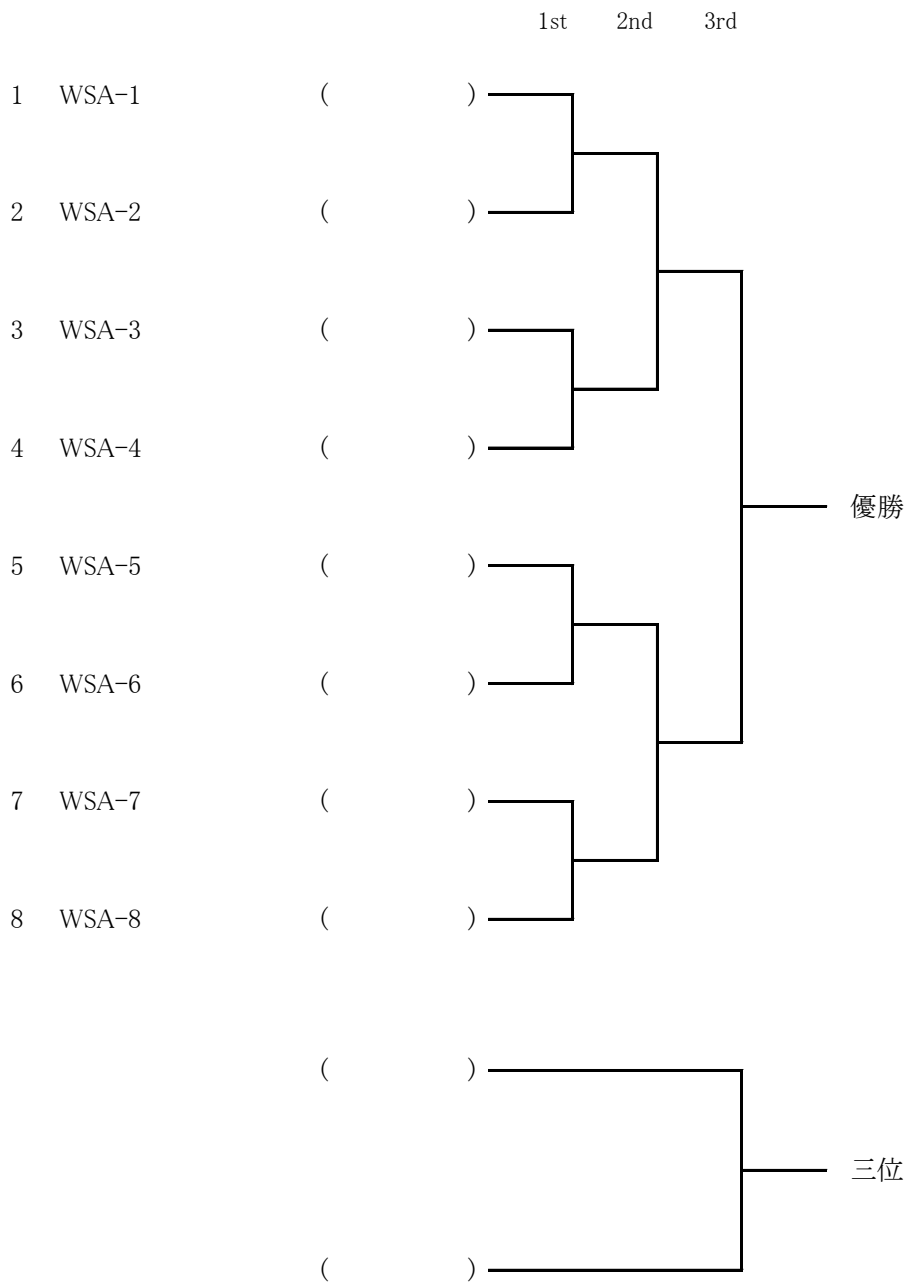 1st 2nd 3rd
1 WSA-1 ( )
2 WSA-2 ( )
3 WSA-3 ( )
4 WSA-4 ( )
優勝
5 WSA-5 ( )
6 WSA-6 ( )
7 WSA-7 ( )
8 WSA-8 ( )
( )
三位
( )